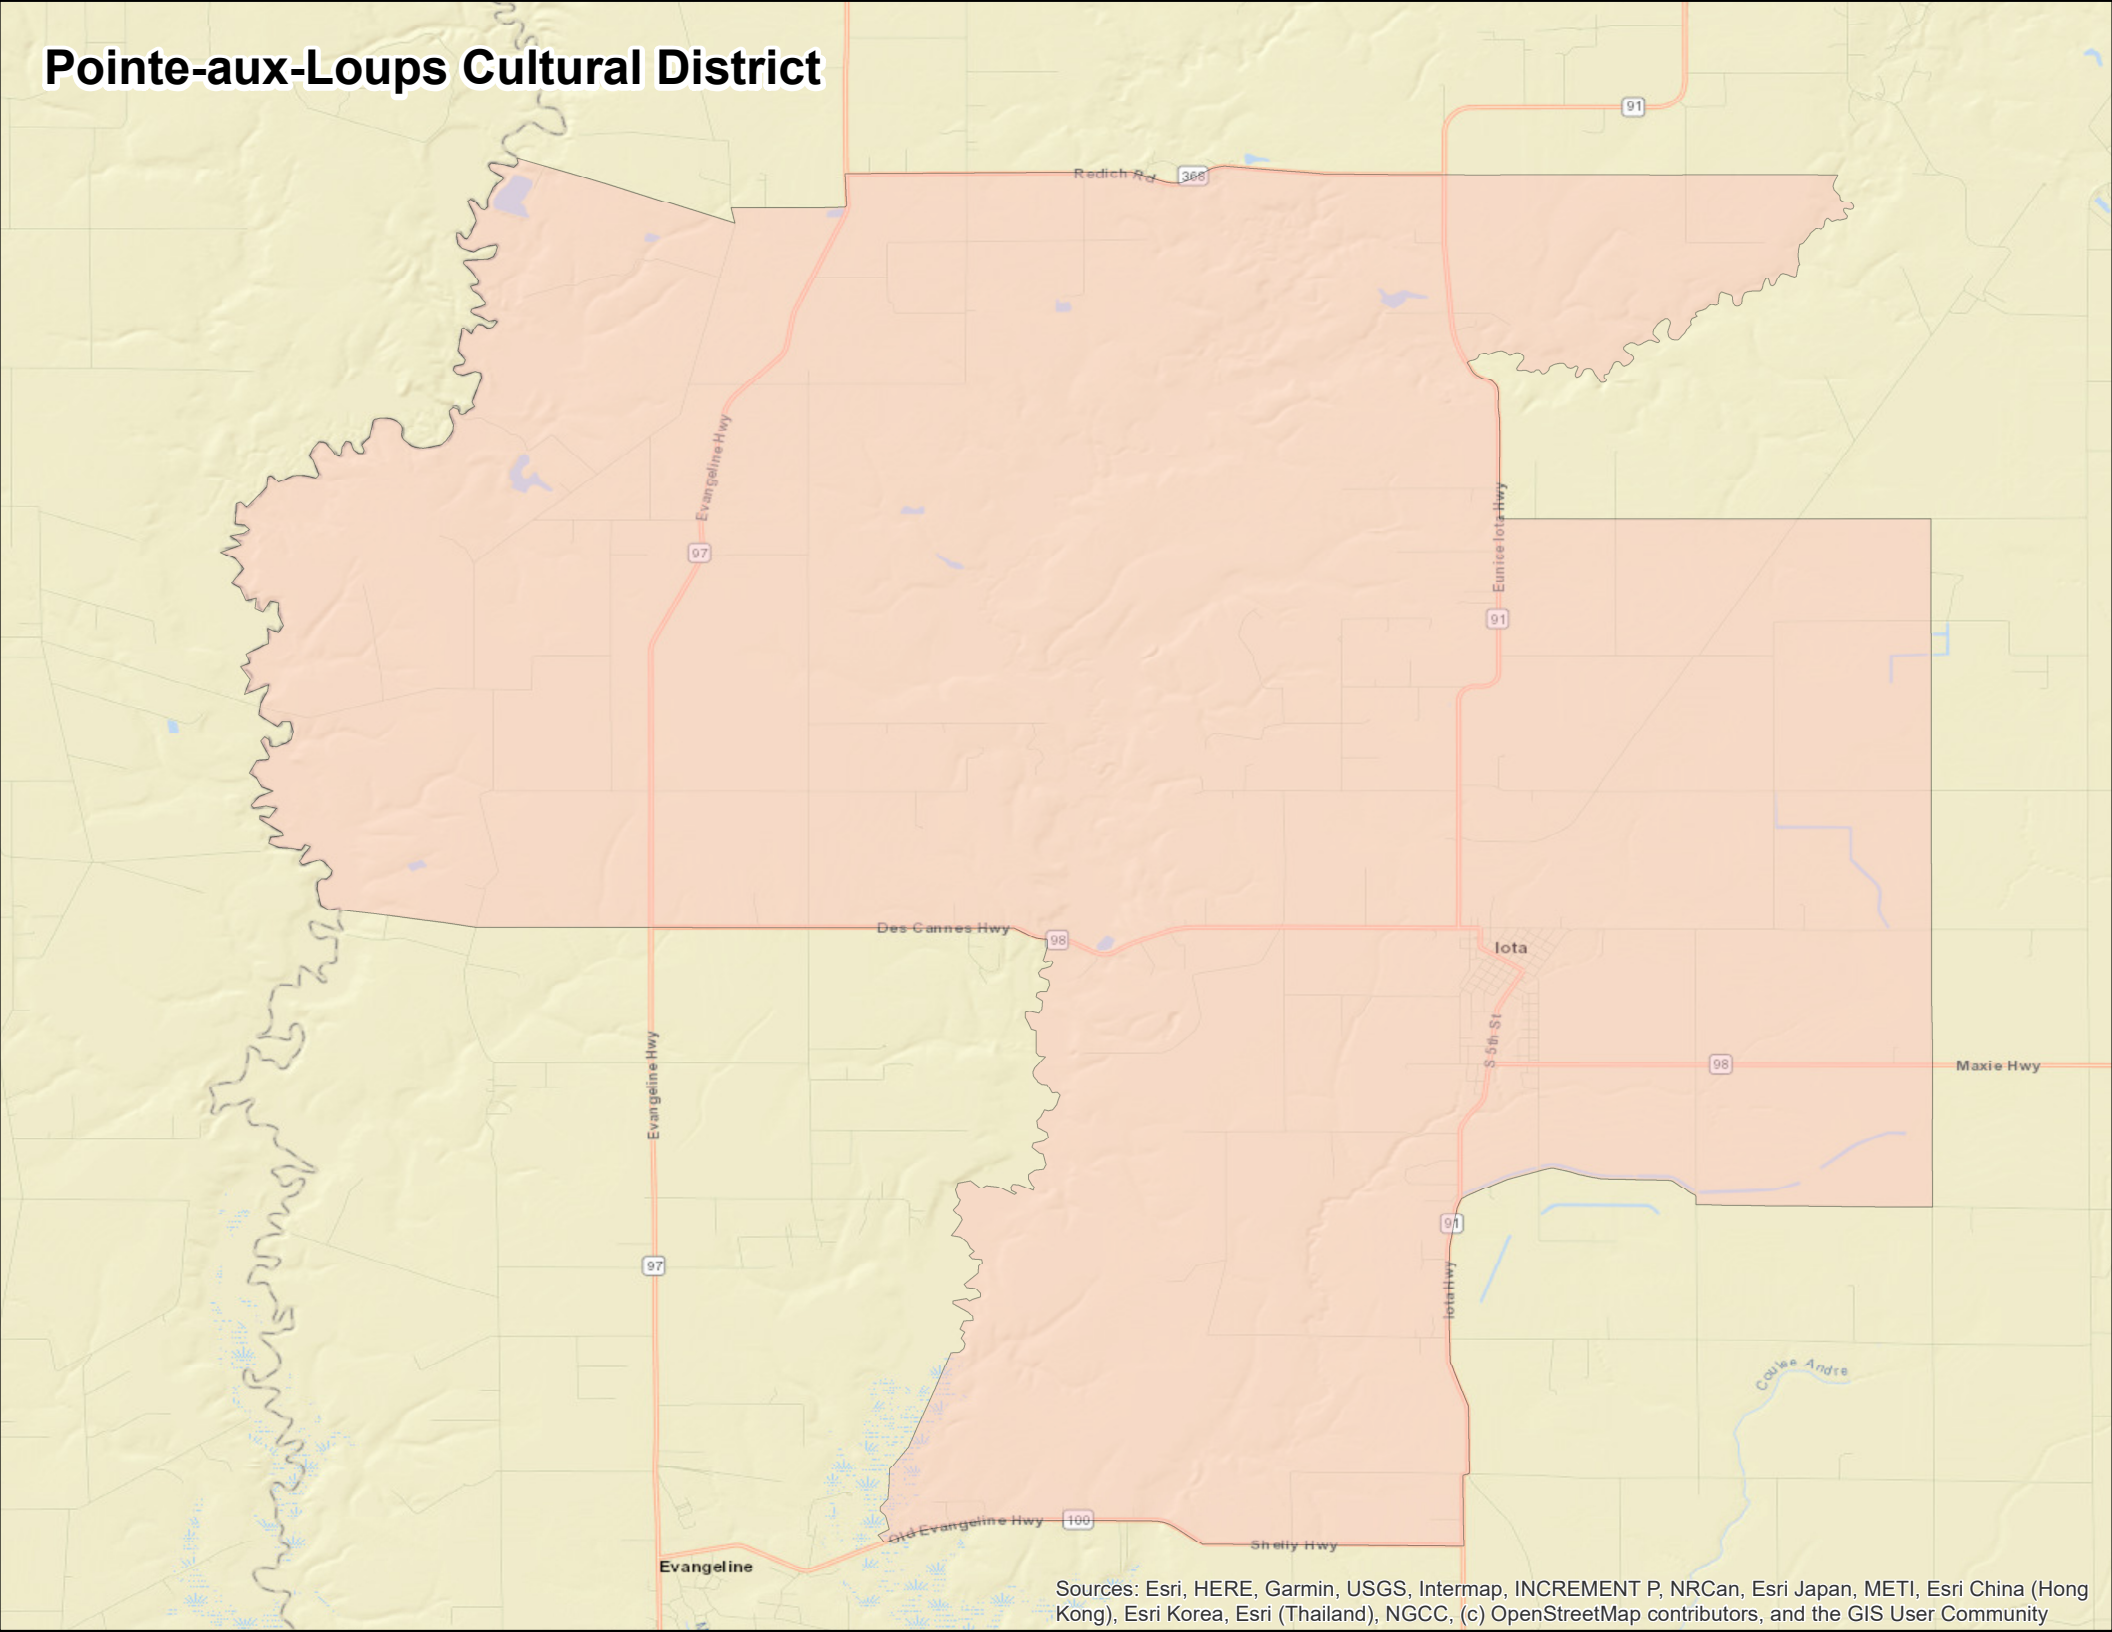 Pointe-aux-Loups Cultural District
91
Redich Rd
368
Evangeline Hwy
97
Eunice Iota Hwy
91
Des Cannes Hwy
98
Iota
S 5th St
98
Maxie Hwy
Evangeline Hwy
91
97
Iota Hwy
Coulee Andre
Old Evangeline Hwy
100
Shelly Hwy
Evangeline
Sources: Esri, HERE, Garmin, USGS, Intermap, INCREMENT P, NRCan, Esri Japan, METI, Esri China (Hong
Kong), Esri Korea, Esri (Thailand), NGCC, (c) OpenStreetMap contributors, and the GIS User Community